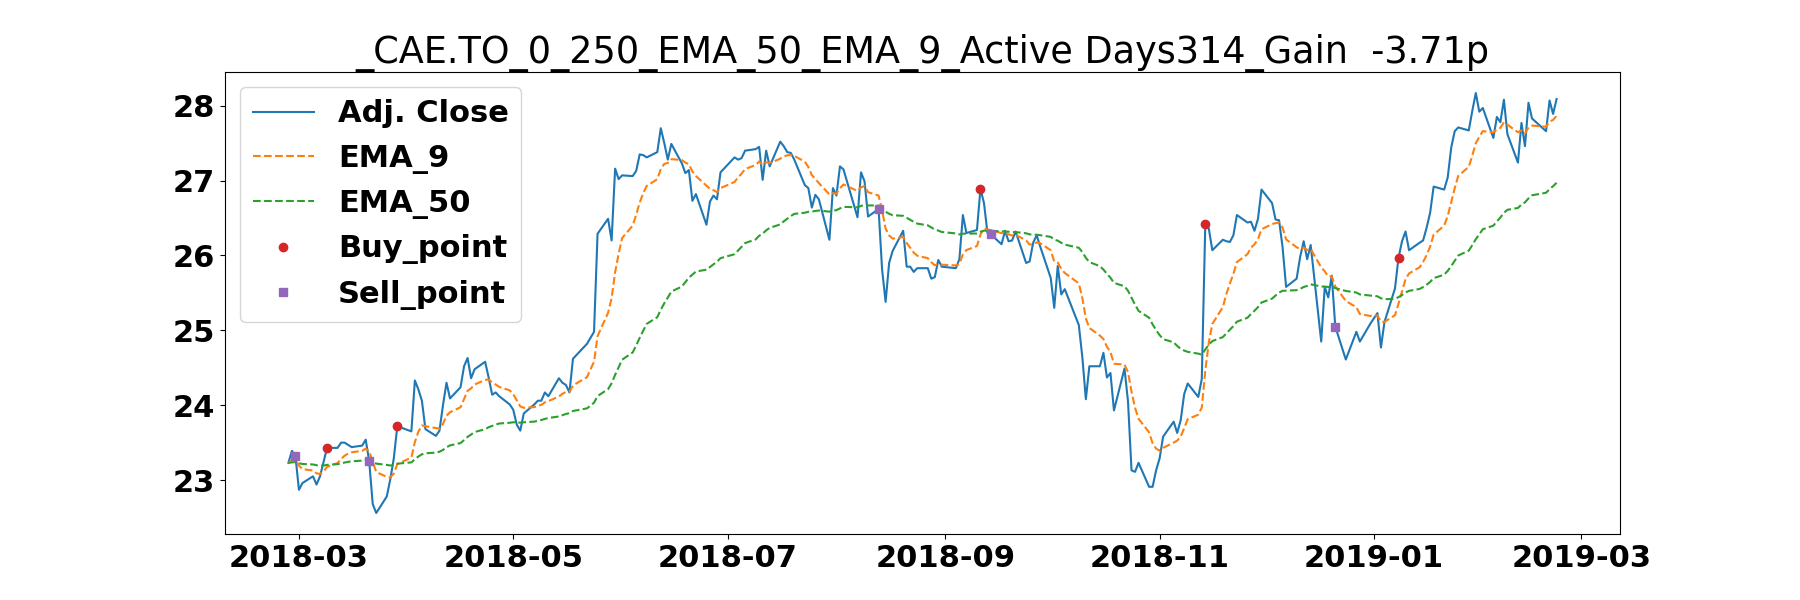 _CAE.TO_0_250_EMA_50_EMA_9_Active Days314_Gain  -3.71p
28
27
26
25
24
23
Adj. Close
EMA_9
EMA_50
Buy_point
Sell_point
2018-03 2018-05 2018-07 2018-09 2018-11 2019-01 2019-03